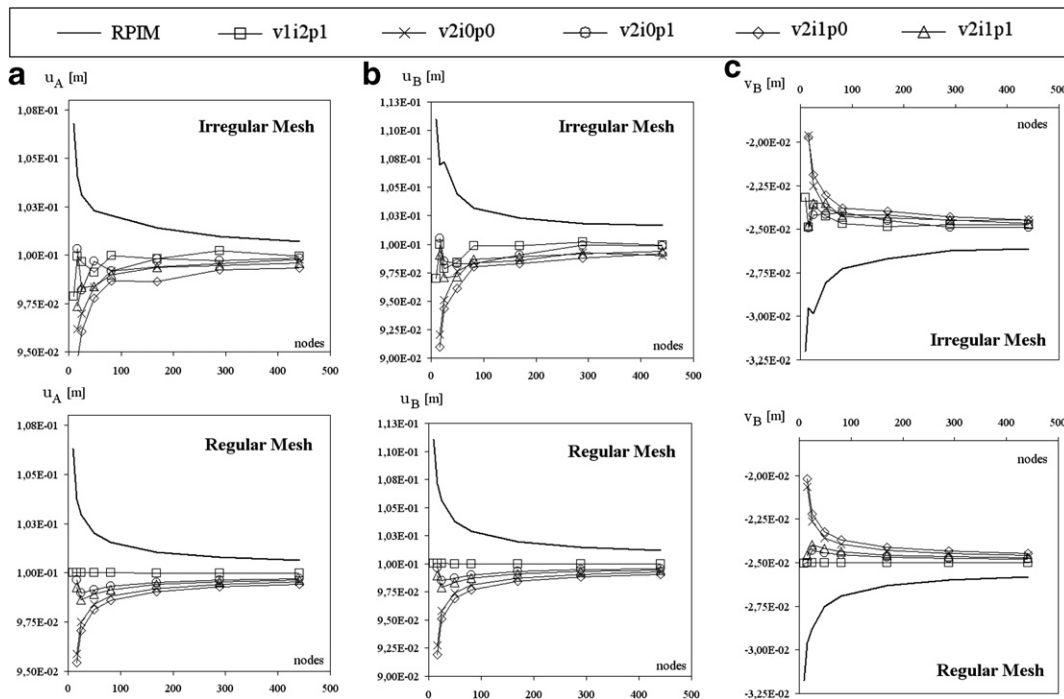 RPIM v1i2p1 v2i0p0 v2i0p1 v2i1p0 v2i1p1
a
u_A [m]
1,08E-01
1,05E-01
1,03E-01
1,00E-01
9,75E-02
9,50E-02
Irregular Mesh
nodes
0 100 200 300 400 500
b
u_B [m]
1,13E-01
1,10E-01
1,08E-01
1,05E-01
1,03E-01
1,00E-01
9,75E-02
9,50E-02
9,25E-02
9,00E-02
Irregular Mesh
nodes
0 100 200 300 400 500
c
v_B [m]
0 100 200 300 400 500
nodes
-2,00E-02
-2,25E-02
-2,50E-02
-2,75E-02
-3,00E-02
-3,25E-02
Irregular Mesh
u_A [m]
1,08E-01
1,05E-01
1,03E-01
1,00E-01
9,75E-02
9,50E-02
Regular Mesh
nodes
0 100 200 300 400 500
u_B [m]
1,13E-01
1,10E-01
1,08E-01
1,05E-01
1,03E-01
1,00E-01
9,75E-02
9,50E-02
9,25E-02
9,00E-02
Regular Mesh
nodes
0 100 200 300 400 500
v_B [m]
0 100 200 300 400 500
nodes
-2,00E-02
-2,25E-02
-2,50E-02
-2,75E-02
-3,00E-02
-3,25E-02
Regular Mesh